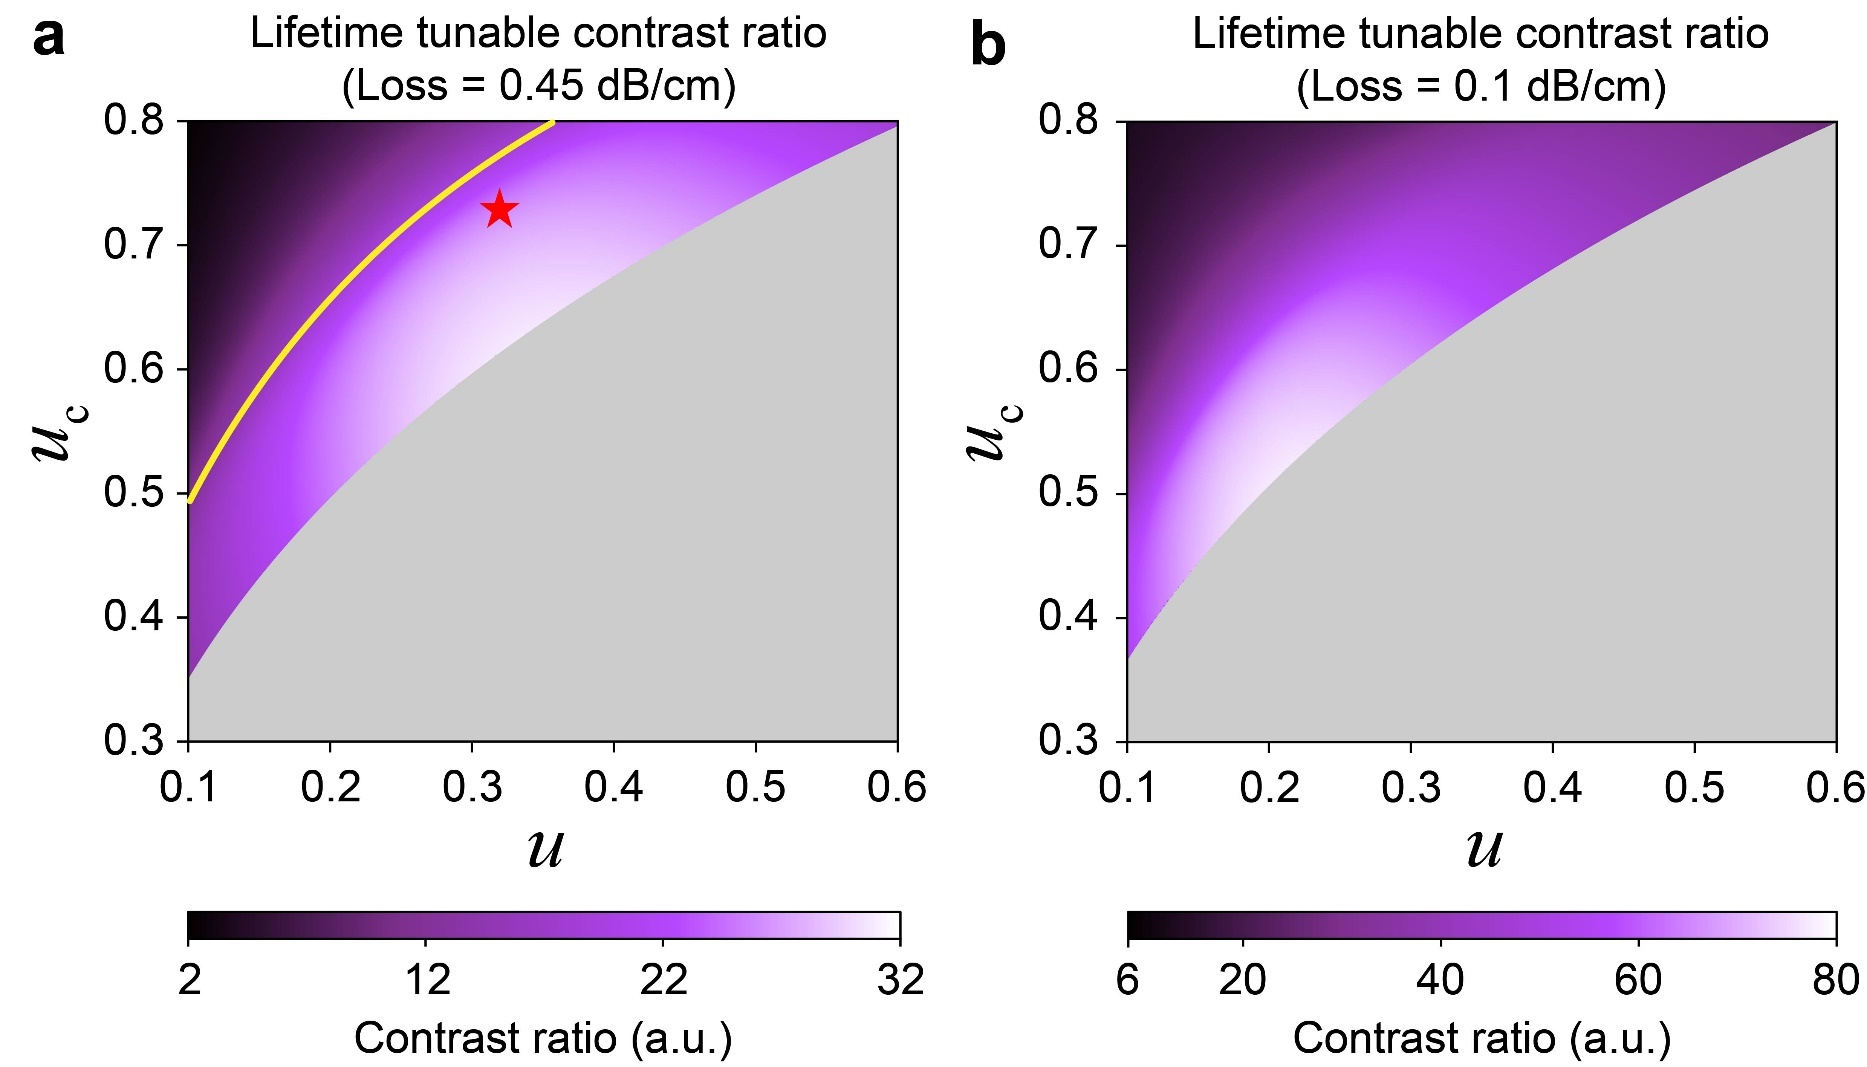 a
Lifetime tunable contrast ratio
(Loss = 0.45 dB/cm)
0.8
0.7
0.6
0.5
0.4
0.3
u_c
0.1 0.2 0.3 0.4 0.5 0.6
u
2 12 22 32
Contrast ratio (a.u.)
b
Lifetime tunable contrast ratio
(Loss = 0.1 dB/cm)
0.8
0.7
0.6
0.5
0.4
0.3
u_c
0.1 0.2 0.3 0.4 0.5 0.6
u
6 20 40 60 80
Contrast ratio (a.u.)